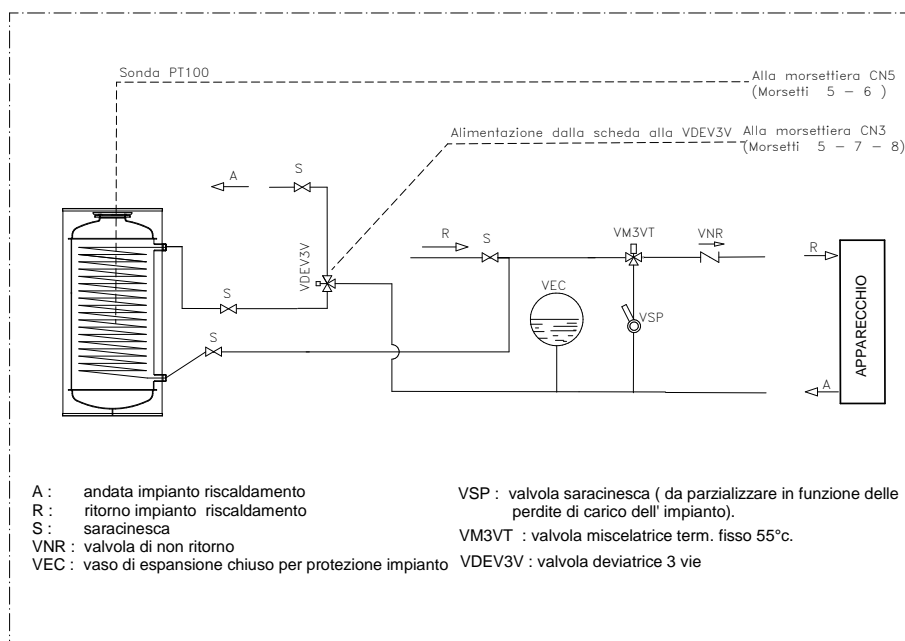 Sonda PT100
Alla morsettiera CN5
(Morsetti 5 - 6 )
Alimentazione dalla scheda alla VDEV3V
Alla morsettiera CN3
(Morsetti 5 - 7 - 8)
A
S
VDEV3V
R
S
VM3VT
VNR
R
S
VEC
VSP
S
APPARECCHIO
A
A : andata impianto riscaldamento
R : ritorno impianto riscaldamento
S : saracinesca
VNR : valvola di non ritorno
VEC : vaso di espansione chiuso per protezione impianto
VSP : valvola saracinesca ( da parzializzare in funzione delle
perdite di carico dell' impianto).
VM3VT : valvola miscelatrice term. fisso 55°c.
VDEV3V : valvola deviatrice 3 vie